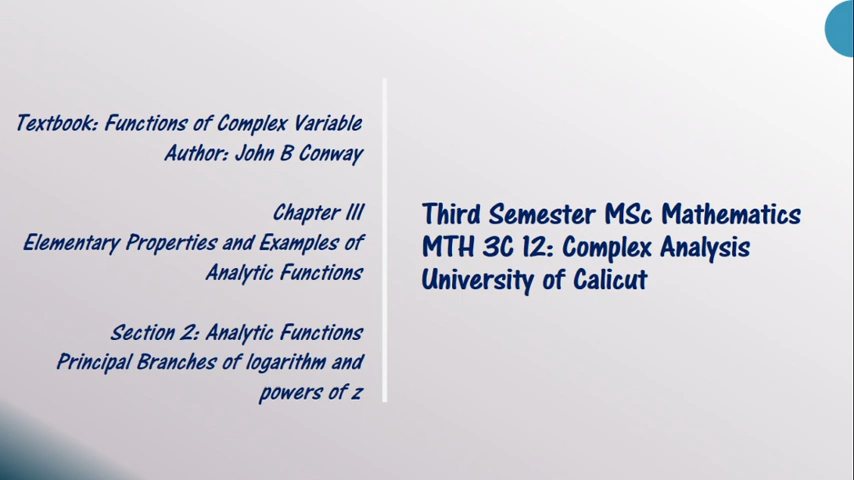 Textbook: Functions of Complex Variable
Author: John B Conway
Chapter III
Elementary Properties and Examples of
Analytic Functions
Section 2: Analytic Functions
Principal Branches of logarithm and
powers of z
Third Semester MSc Mathematics
MTH 3C 12: Complex Analysis
University of Calicut